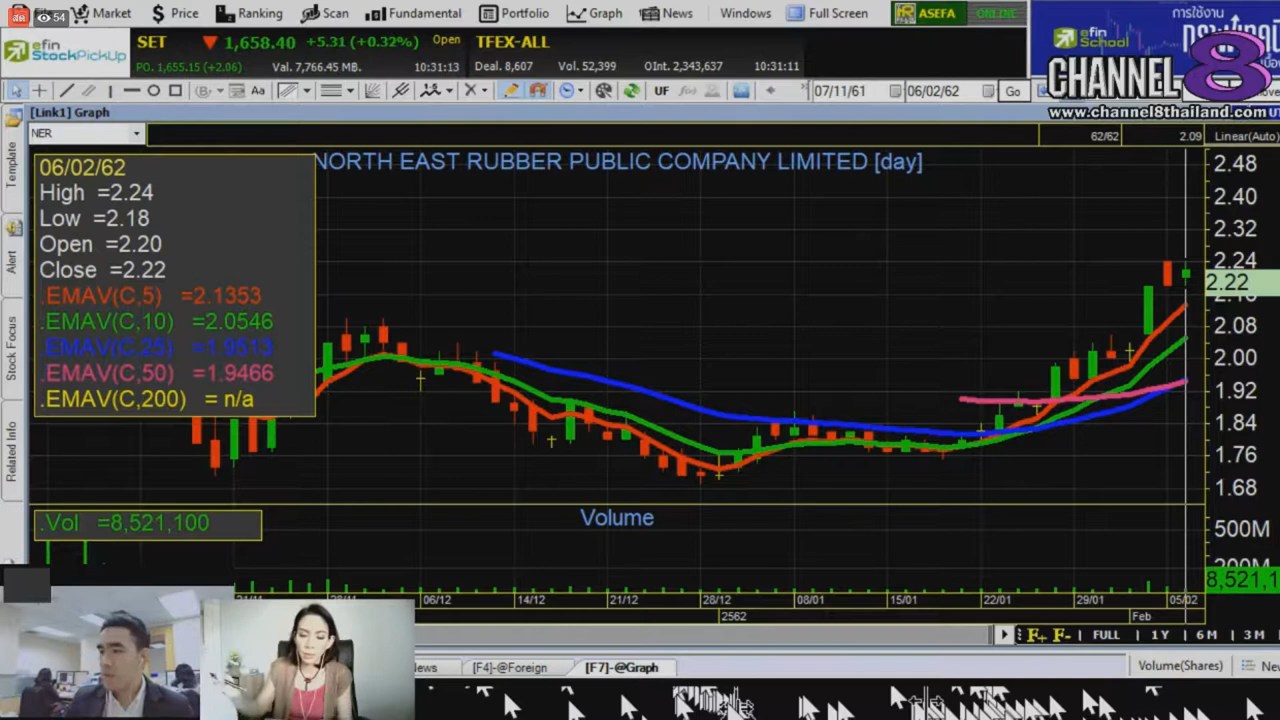 สด 54
Market
Price
Ranking
Scan
Fundamental
Portfolio
Graph
News
Windows
Full Screen
ASEFA
ONLINE
efin
StockPickUp
SET
1,658.40
+5.31 (+0.32%)
Open
TFEX-ALL
PO. 1,655.15 (+2.06)
Val. 7,766.45 MB.
10:31:13
Deal. 8,607
Vol. 52,399
OInt. 2,343,637
10:31:11
การใช้งาน
efin
School
CHANNEL 8
www.channel8thailand.com
Aa
UF
07/11/61
06/02/62
Go
[Link1] Graph
NER
62/62
2.09
Linear(Auto)
Template
Alert
Stock Focus
Related Info
NORTH EAST RUBBER PUBLIC COMPANY LIMITED [day]
06/02/62
High =2.24
Low =2.18
Open =2.20
Close =2.22
.EMAV(C,5) =2.1353
.EMAV(C,10) =2.0546
.EMAV(C,25) =1.9513
.EMAV(C,50) =1.9466
.EMAV(C,200) = n/a
2.48
2.40
2.32
2.24
2.22
2.16
2.08
2.00
1.92
1.84
1.76
1.68
.Vol =8,521,100
Volume
500M
200M
8,521,1
06/12
14/12
21/12
28/12
08/01
15/01
22/01
29/01
05/02
2562
Feb
F+ F- FULL 1Y 6M 3M
[F4]-@Foreign
[F7]-@Graph
Volume(Shares)